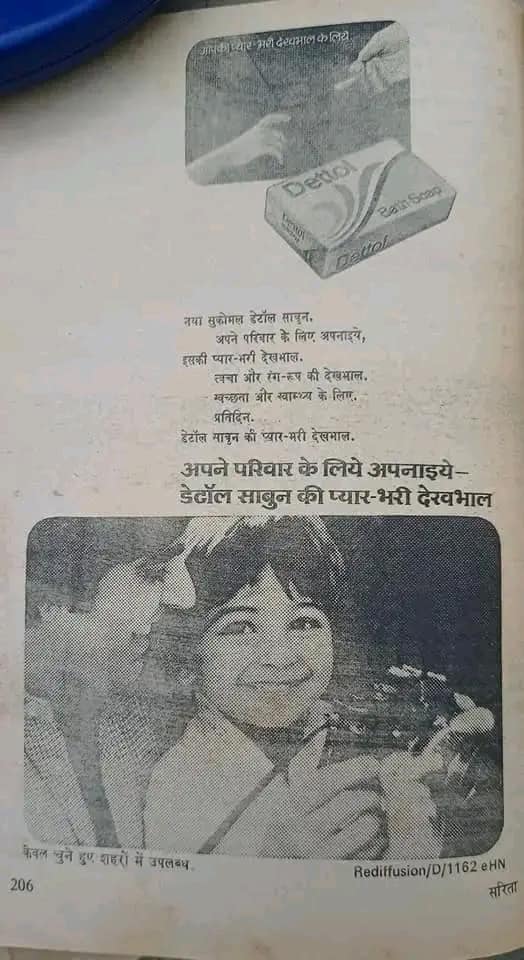 आपकी प्यार-भरी देखभाल के लिये
Dettol
Bath Soap
Dettol
Dettol
नया सुकोमल डेटॉल साबुन.
अपने परिवार के लिए अपनाइये,
इसकी प्यार-भरी देखभाल.
त्वचा और रंग-रूप की देखभाल.
स्वच्छता और स्वास्थ्य के लिए.
प्रतिदिन.
डेटॉल साबुन की प्यार-भरी देखभाल.
अपने परिवार के लिये अपनाइये–
डेटॉल साबुन की प्यार-भरी देखभाल
केवल चुने हुए शहरों में उपलब्ध.
Rediffusion/D/1162 eHN
206
सरिता